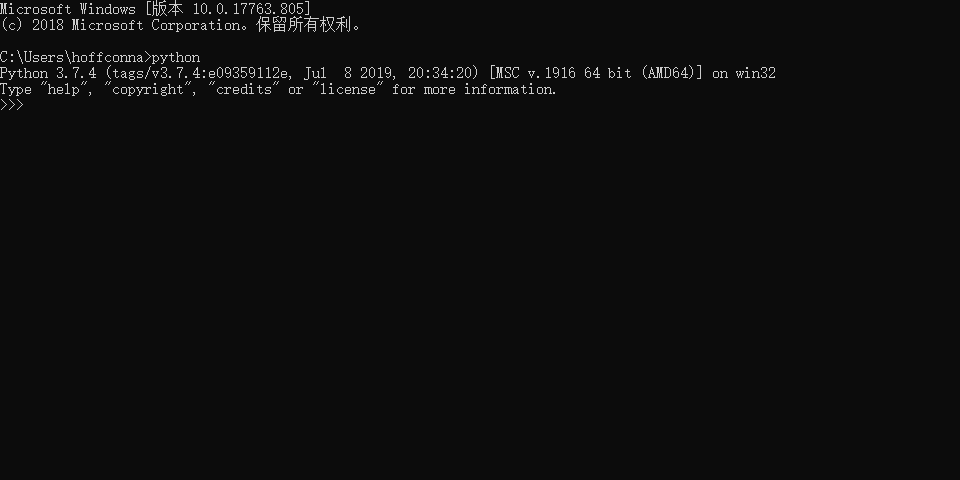 Microsoft Windows [版本 10.0.17763.805]
(c) 2018 Microsoft Corporation。保留所有权利。
C:\Users\hoffconna>python
Python 3.7.4 (tags/v3.7.4:e09359112e, Jul  8 2019, 20:34:20) [MSC v.1916 64 bit (AMD64)] on win32
Type "help", "copyright", "credits" or "license" for more information.
>>>